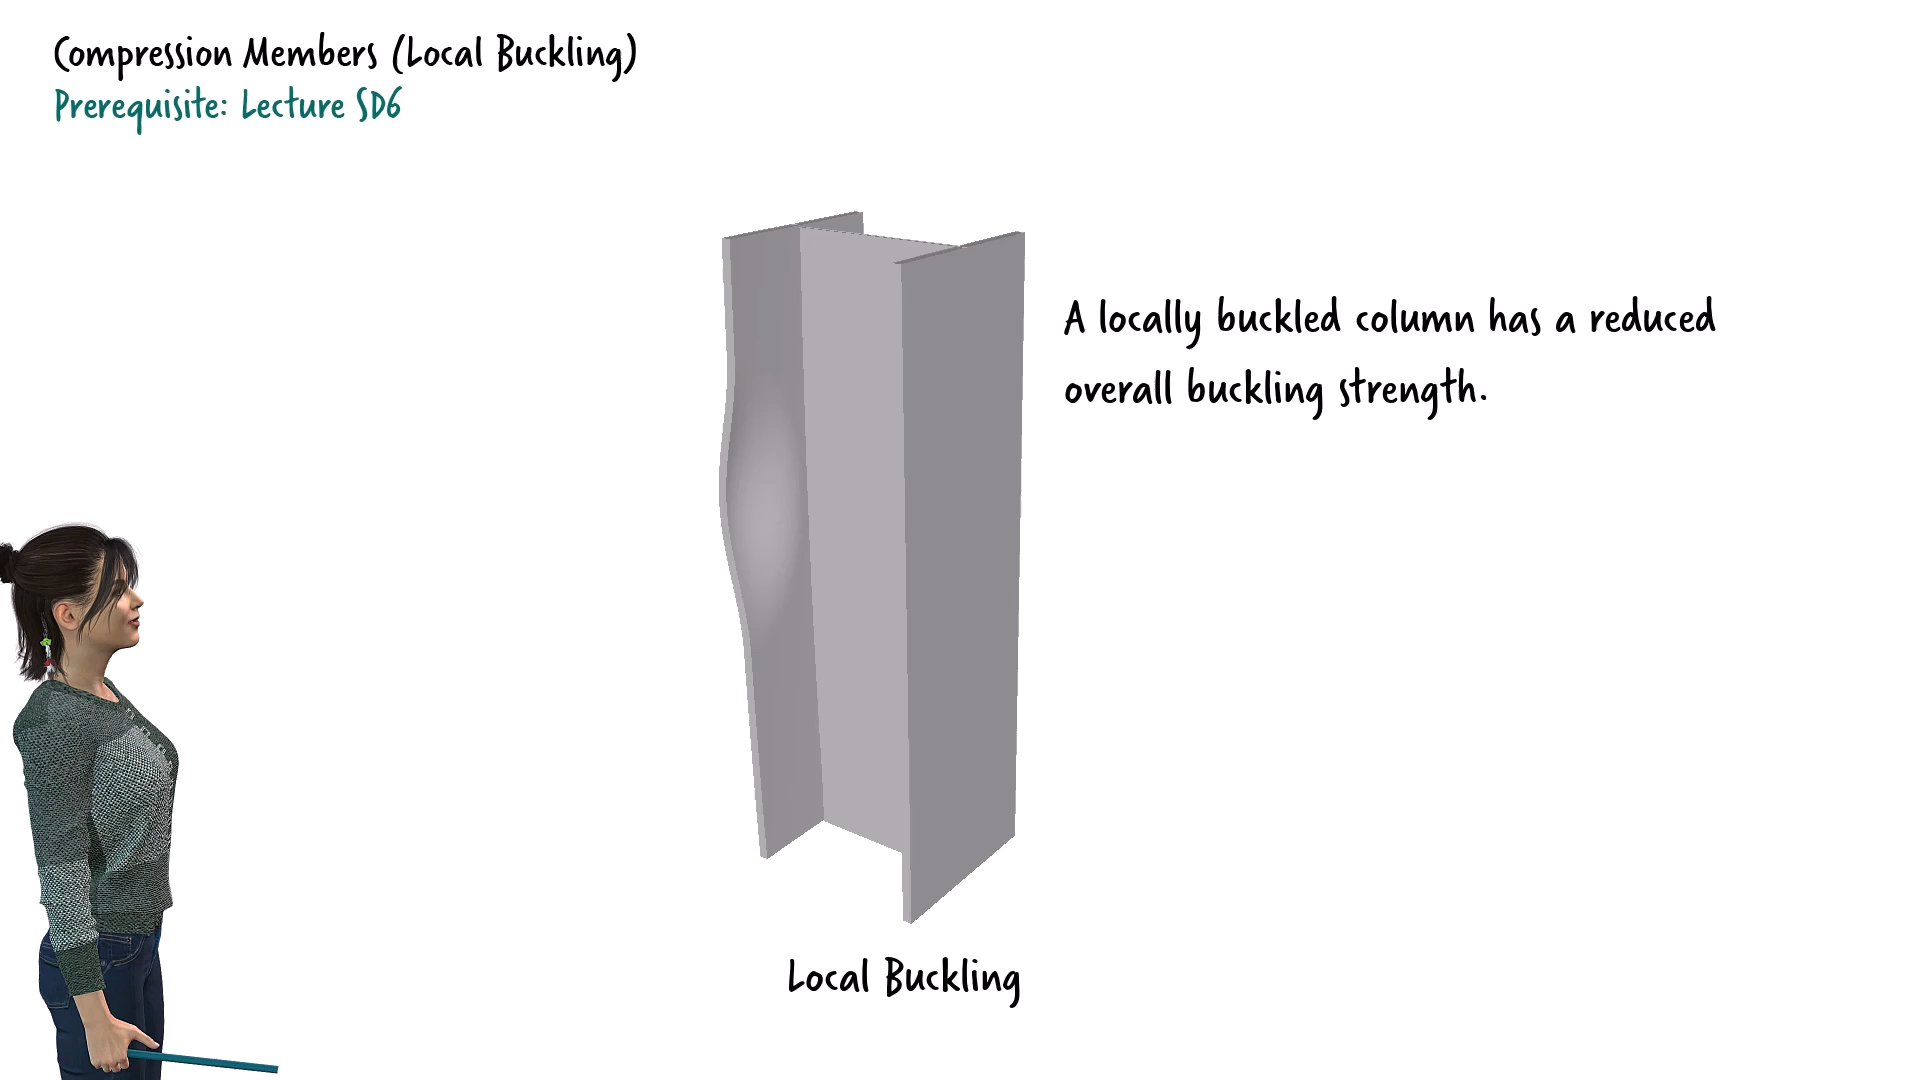 Compression Members (Local Buckling)
Prerequisite: Lecture SD6
A locally buckled column has a reduced
overall buckling strength.
Local Buckling